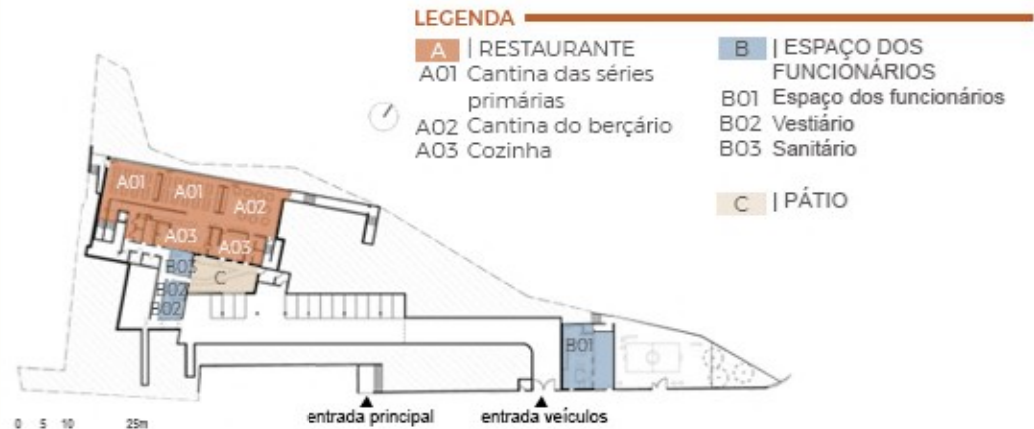 LEGENDA
A | RESTAURANTE
A01 Cantina das séries
primárias
A02 Cantina do berçário
A03 Cozinha
B | ESPAÇO DOS
FUNCIONÁRIOS
B01 Espaço dos funcionários
B02 Vestiário
B03 Sanitário
C | PÁTIO
A01
A01
A02
A03
A03
B03
C
B02
B02
B01
entrada principal
entrada veículos
0 5 10 25m